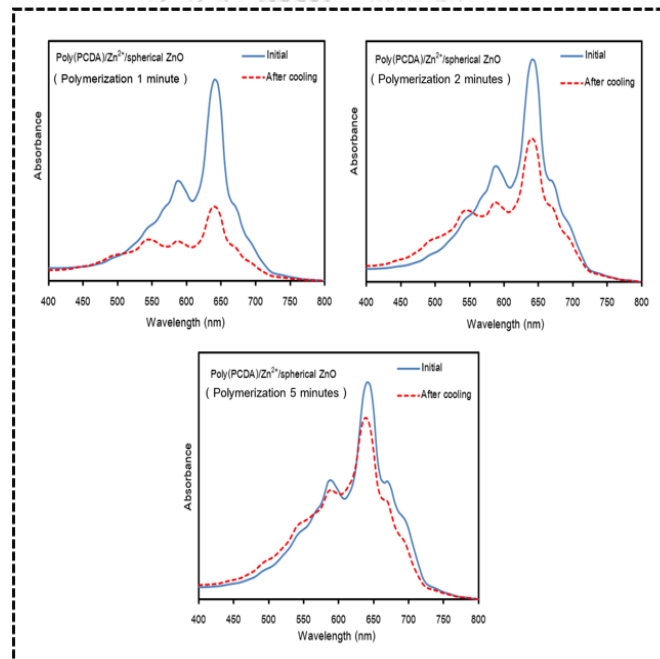 Poly(PCDA)/Zn²⁺/spherical ZnO
( Polymerization 1 minute )
Initial
After cooling
Absorbance
400 450 500 550 600 650 700 750 800
Wavelength (nm)
Poly(PCDA)/Zn²⁺/spherical ZnO
( Polymerization 2 minutes )
Initial
After cooling
Absorbance
400 450 500 550 600 650 700 750 800
Wavelength (nm)
Poly(PCDA)/Zn²⁺/spherical ZnO
( Polymerization 5 minutes )
Initial
After cooling
Absorbance
400 450 500 550 600 650 700 750 800
Wavelength (nm)